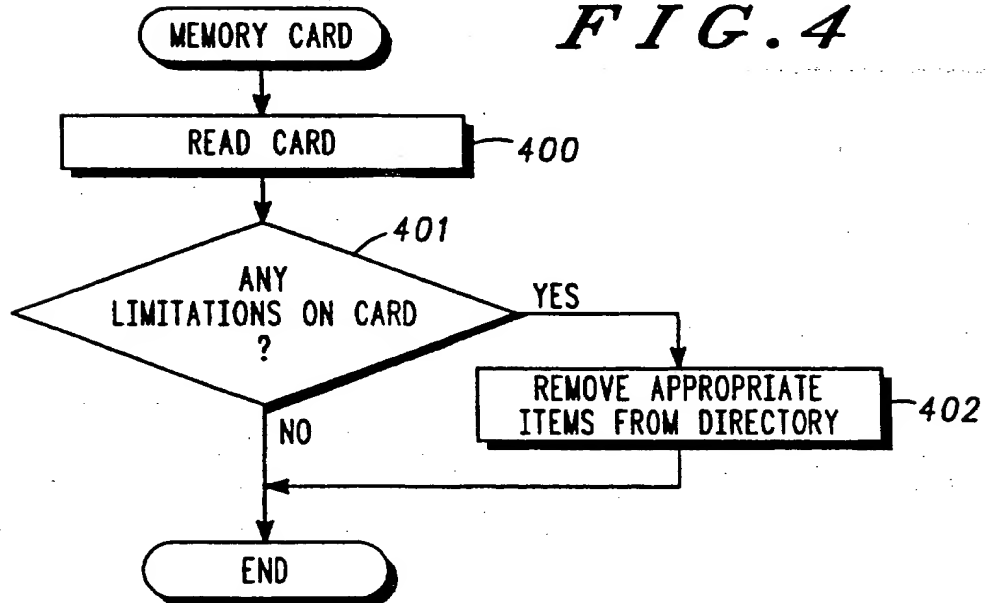 FIG.4
MEMORY CARD
READ CARD
400
401
ANY
LIMITATIONS ON CARD
?
YES
REMOVE APPROPRIATE
ITEMS FROM DIRECTORY
402
NO
END